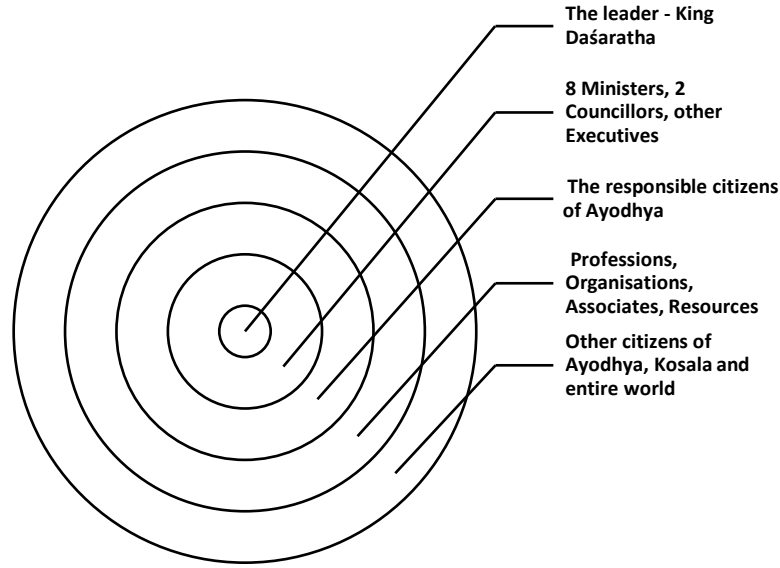 The leader - King
Daśaratha
8 Ministers, 2
Councillors, other
Executives
The responsible citizens
of Ayodhya
Professions,
Organisations,
Associates, Resources
Other citizens of
Ayodhya, Kosala and
entire world